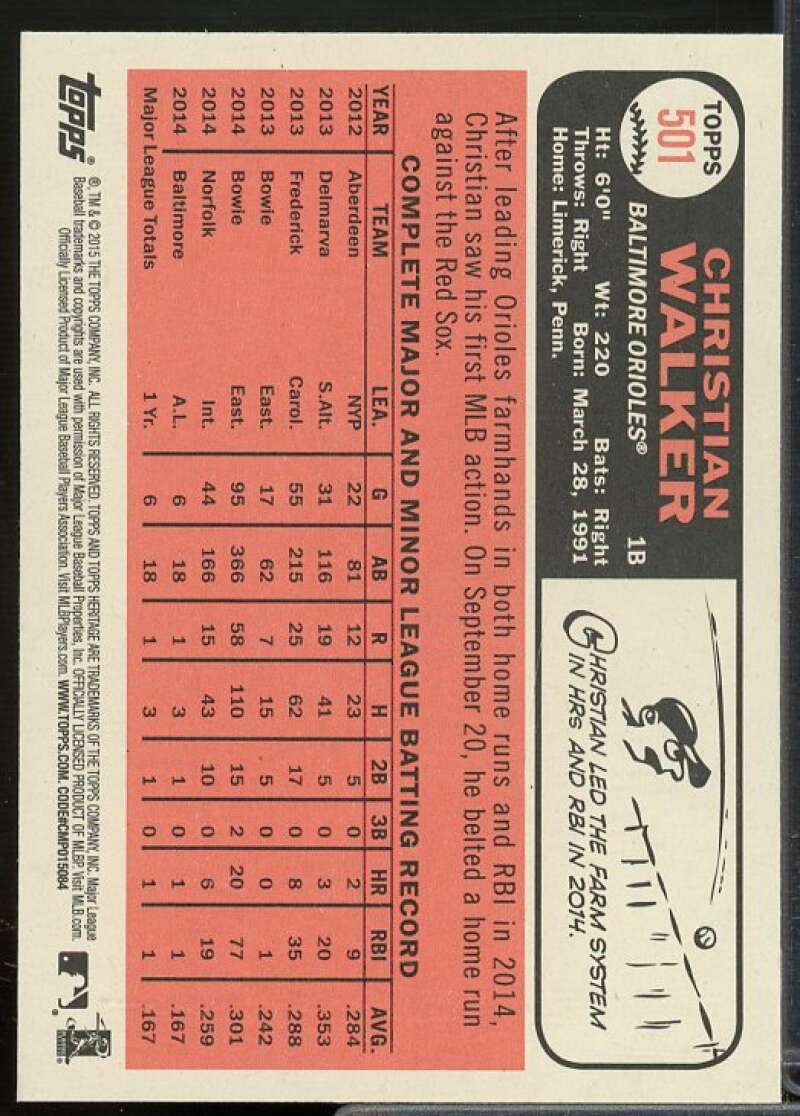 TOPPS
501
CHRISTIAN
WALKER
BALTIMORE ORIOLES® 1B
Ht: 6'0" Wt: 220 Bats: Right
Throws: Right Born: March 28, 1991
Home: Limerick, Penn.
CHRISTIAN LED THE FARM SYSTEM
IN HRS AND RBI IN 2014.
After leading Orioles farmhands in both home runs and RBI in 2014,
Christian saw his first MLB action. On September 20, he belted a home run
against the Red Sox.
COMPLETE MAJOR AND MINOR LEAGUE BATTING RECORD
YEAR TEAM LEA. G AB R H 2B 3B HR RBI AVG.
2012 Aberdeen NYP 22 81 12 23 5 0 2 9 .284
2013 Delmarva S.Alt. 31 116 19 41 5 0 3 20 .353
2013 Frederick Carol. 55 215 25 62 17 0 8 35 .288
2013 Bowie East. 17 62 7 15 5 0 0 1 .242
2014 Bowie East. 95 366 58 110 15 2 20 77 .301
2014 Norfolk Int. 44 166 15 43 10 0 6 19 .259
2014 Baltimore A.L. 6 18 1 3 1 0 1 1 .167
Major League Totals 1 Yr. 6 18 1 3 1 0 1 1 .167
topps®
®, TM & © 2015 THE TOPPS COMPANY, INC. ALL RIGHTS RESERVED. TOPPS AND TOPPS HERITAGE ARE TRADEMARKS OF THE TOPPS COMPANY, INC. Major League
Baseball trademarks and copyrights are used with permission of Major League Baseball Properties, Inc. OFFICIALLY LICENSED PRODUCT OF MLBP. Visit MLB.com.
Officially Licensed Product of Major League Baseball Players Association. Visit MLBPlayers.com. WWW.TOPPS.COM. CODE#CMP015084